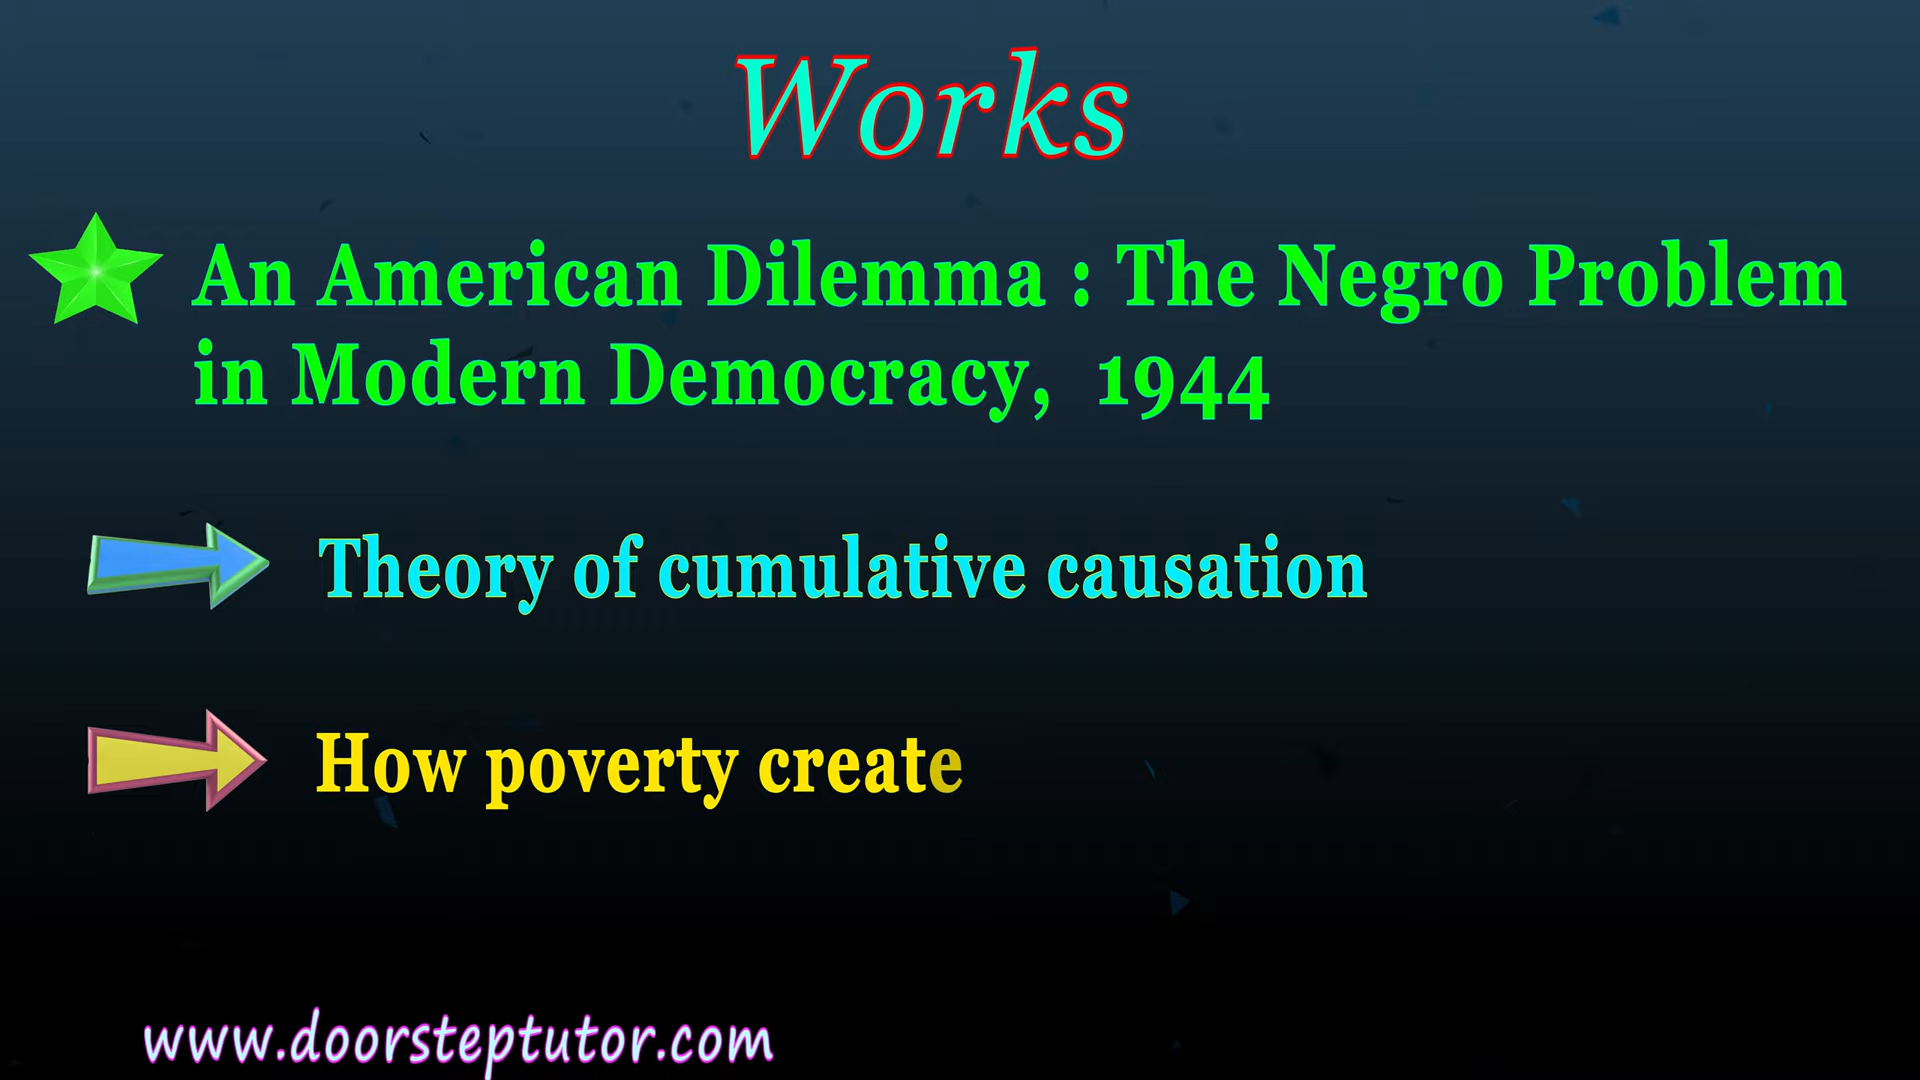 Works
An American Dilemma : The Negro Problem
in Modern Democracy, 1944
Theory of cumulative causation
How poverty create
www.doorsteptutor.com